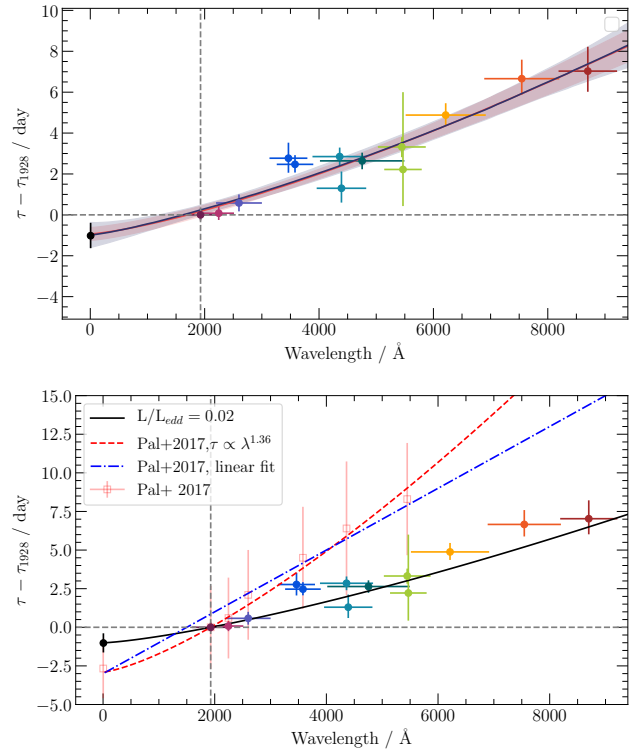 10
8
6
4
2
0
−2
−4
τ − τ1928 / day
0 2000 4000 6000 8000
Wavelength / Å
15.0
12.5
10.0
7.5
5.0
2.5
0.0
−2.5
−5.0
τ − τ1928 / day
L/Ledd = 0.02
Pal+2017,τ ∝ λ^1.36
Pal+2017, linear fit
Pal+ 2017
0 2000 4000 6000 8000
Wavelength / Å